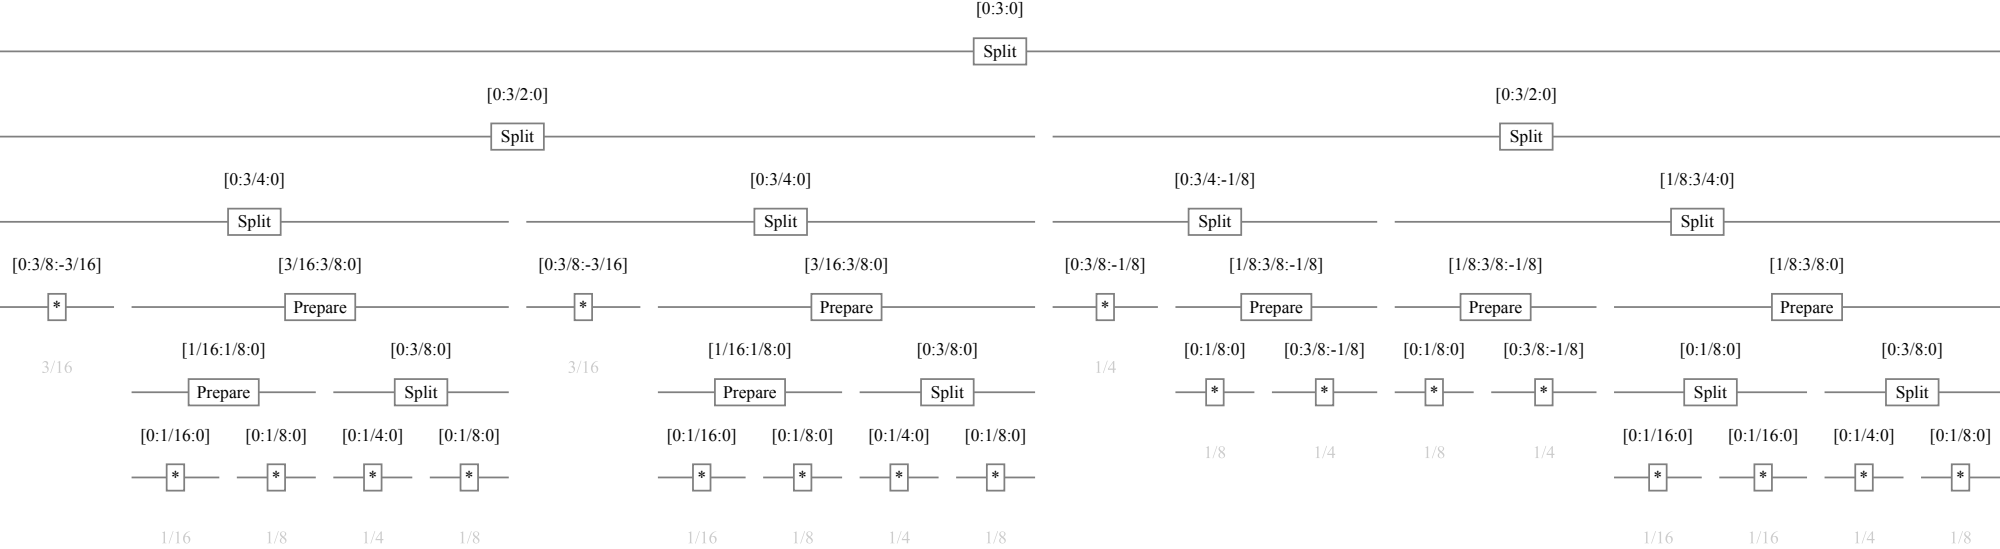 [0:3:0]
Split
[0:3/2:0] [0:3/2:0]
Split Split
[0:3/4:0] [0:3/4:0] [0:3/4:-1/8] [1/8:3/4:0]
Split Split Split Split
[0:3/8:-3/16] [3/16:3/8:0] [0:3/8:-3/16] [3/16:3/8:0] [0:3/8:-1/8] [1/8:3/8:-1/8] [1/8:3/8:-1/8] [1/8:3/8:0]
* Prepare * Prepare * Prepare Prepare Prepare
[1/16:1/8:0] [0:3/8:0] [1/16:1/8:0] [0:3/8:0] [0:1/8:0] [0:3/8:-1/8] [0:1/8:0] [0:3/8:-1/8] [0:1/8:0] [0:3/8:0]
3/16 3/16 1/4
Prepare Split Prepare Split * * * * Split Split
[0:1/16:0] [0:1/8:0] [0:1/4:0] [0:1/8:0] [0:1/16:0] [0:1/8:0] [0:1/4:0] [0:1/8:0] [0:1/16:0] [0:1/16:0] [0:1/4:0] [0:1/8:0]
1/8 1/4 1/8 1/4
* * * * * * * * * * * *
1/16 1/8 1/4 1/8 1/16 1/8 1/4 1/8 1/16 1/16 1/4 1/8